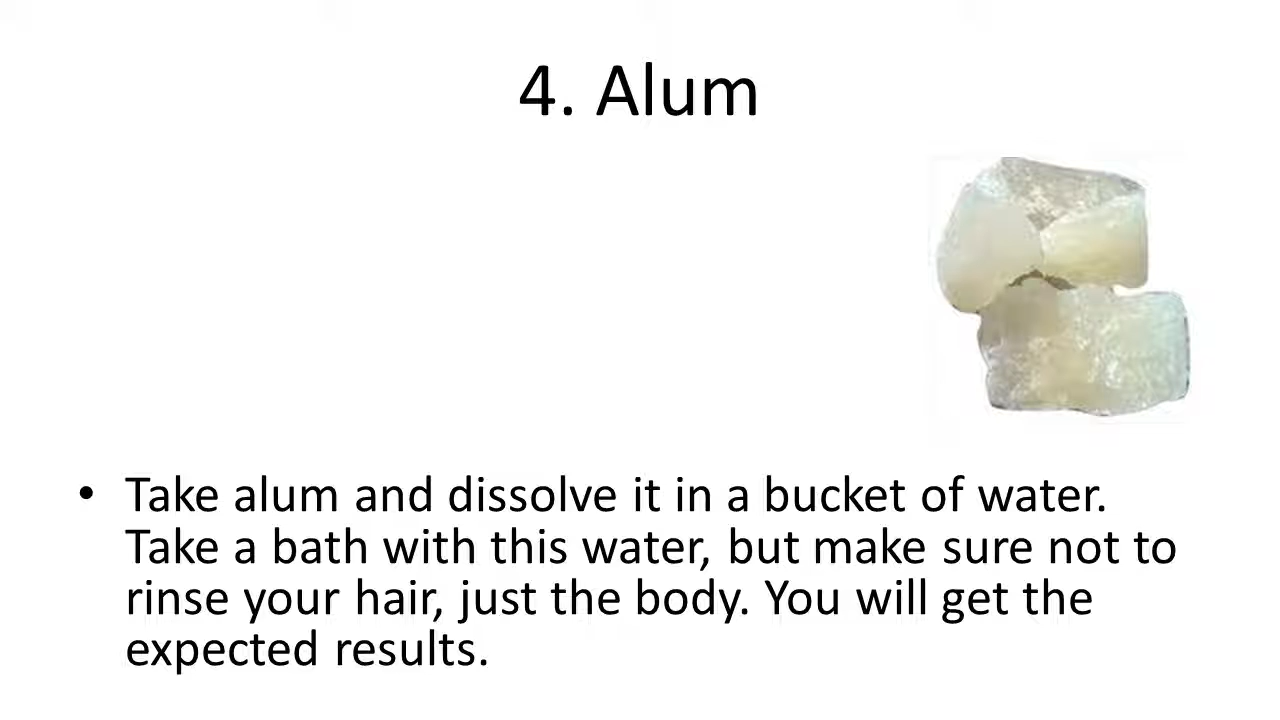 4. Alum
• Take alum and dissolve it in a bucket of water.
Take a bath with this water, but make sure not to
rinse your hair, just the body. You will get the
expected results.